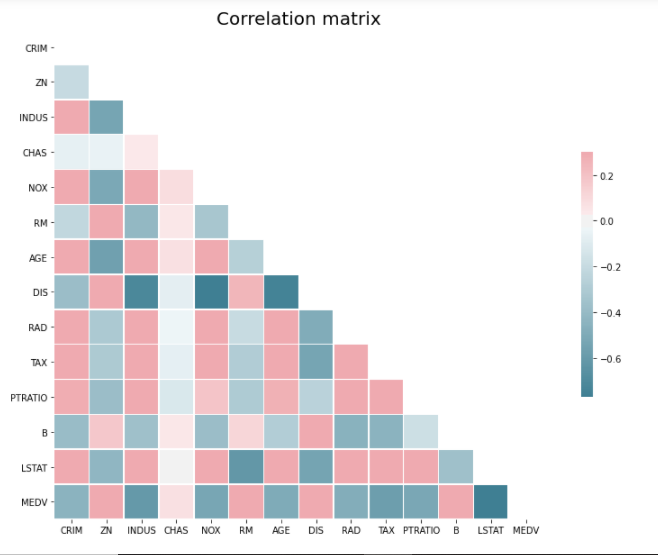 Correlation matrix
CRIM
ZN
INDUS
CHAS
NOX
RM
AGE
DIS
RAD
TAX
PTRATIO
B
LSTAT
MEDV
CRIM ZN INDUS CHAS NOX RM AGE DIS RAD TAX PTRATIO B LSTAT MEDV
0.2
0.0
−0.2
−0.4
−0.6